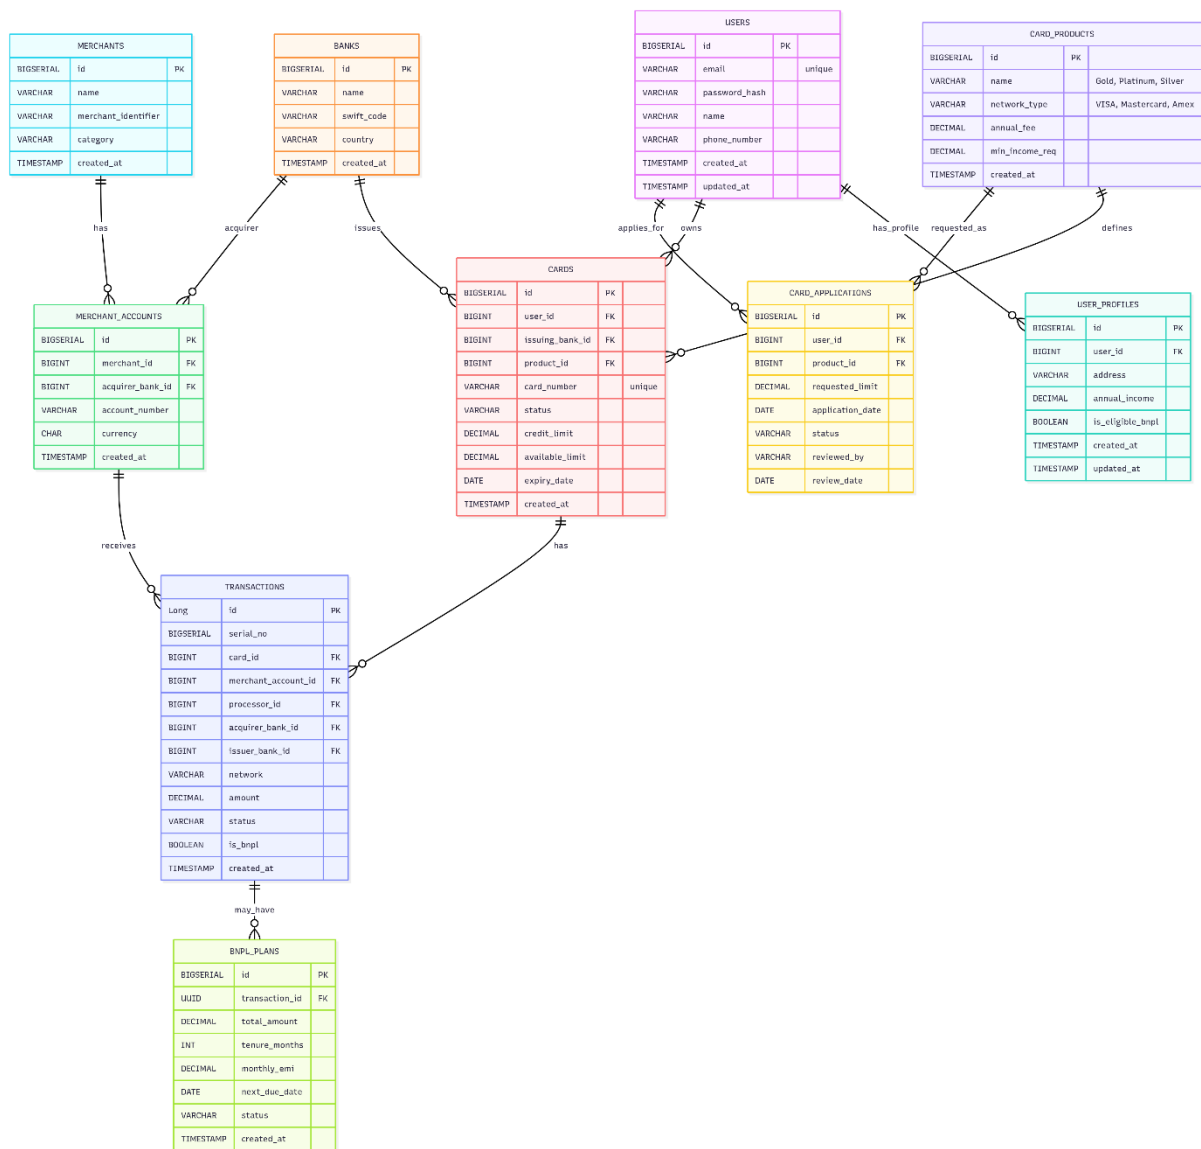 MERCHANTS
BIGSERIAL id PK
VARCHAR name
VARCHAR merchant_identifier
VARCHAR category
TIMESTAMP created_at
BANKS
BIGSERIAL id PK
VARCHAR name
VARCHAR swift_code
VARCHAR country
TIMESTAMP created_at
USERS
BIGSERIAL id PK
VARCHAR email unique
VARCHAR password_hash
VARCHAR name
VARCHAR phone_number
TIMESTAMP created_at
TIMESTAMP updated_at
CARD_PRODUCTS
BIGSERIAL id PK
VARCHAR name Gold, Platinum, Silver
VARCHAR network_type VISA, Mastercard, Amex
DECIMAL annual_fee
DECIMAL min_income_req
TIMESTAMP created_at
has
acquirer
issues
applies_for
owns
has_profile
requested_as
defines
MERCHANT_ACCOUNTS
BIGSERIAL id PK
BIGINT merchant_id FK
BIGINT acquirer_bank_id FK
VARCHAR account_number
CHAR currency
TIMESTAMP created_at
CARDS
BIGSERIAL id PK
BIGINT user_id FK
BIGINT issuing_bank_id FK
BIGINT product_id FK
VARCHAR card_number unique
VARCHAR status
DECIMAL credit_limit
DECIMAL available_limit
DATE expiry_date
TIMESTAMP created_at
CARD_APPLICATIONS
BIGSERIAL id PK
BIGINT user_id FK
BIGINT product_id FK
DECIMAL requested_limit
DATE application_date
VARCHAR status
VARCHAR reviewed_by
DATE review_date
USER_PROFILES
BIGSERIAL id PK
BIGINT user_id FK
VARCHAR address
DECIMAL annual_income
BOOLEAN is_eligible_bnpl
TIMESTAMP created_at
TIMESTAMP updated_at
receives
has
TRANSACTIONS
Long id PK
BIGSERIAL serial_no
BIGINT card_id FK
BIGINT merchant_account_id FK
BIGINT processor_id FK
BIGINT acquirer_bank_id FK
BIGINT issuer_bank_id FK
VARCHAR network
DECIMAL amount
VARCHAR status
BOOLEAN is_bnpl
TIMESTAMP created_at
may_have
BNPL_PLANS
BIGSERIAL id PK
UUID transaction_id FK
DECIMAL total_amount
INT tenure_months
DECIMAL monthly_emi
DATE next_due_date
VARCHAR status
TIMESTAMP created_at